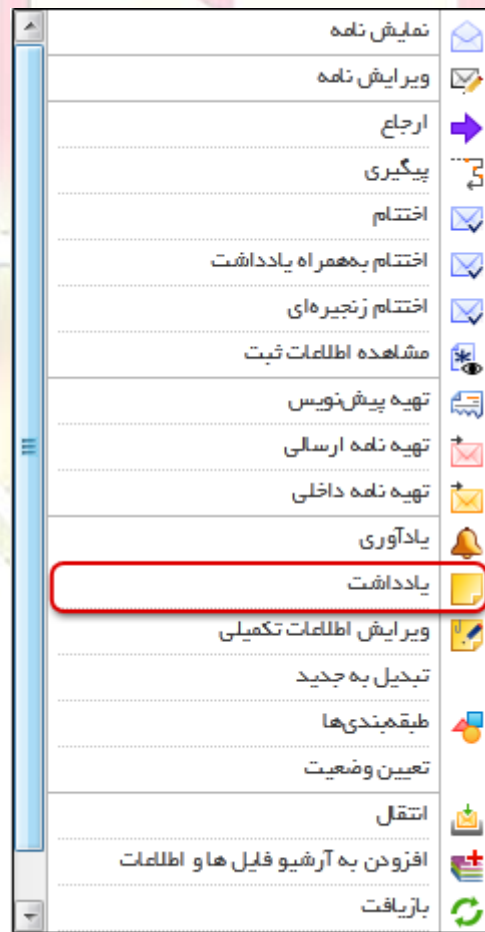 نمایش نامه
ویرایش نامه
ارجاع
پیگیری
اختتام
اختتام به‌همراه یادداشت
اختتام زنجیره‌ای
مشاهده اطلاعات ثبت
تهیه پیش‌نویس
تهیه نامه ارسالی
تهیه نامه داخلی
یادآوری
یادداشت
ویرایش اطلاعات تکمیلی
تبدیل به جدید
طبقه‌بندی‌ها
تعیین وضعیت
انتقال
افزودن به آرشیو فایل ها و اطلاعات
بازیافت